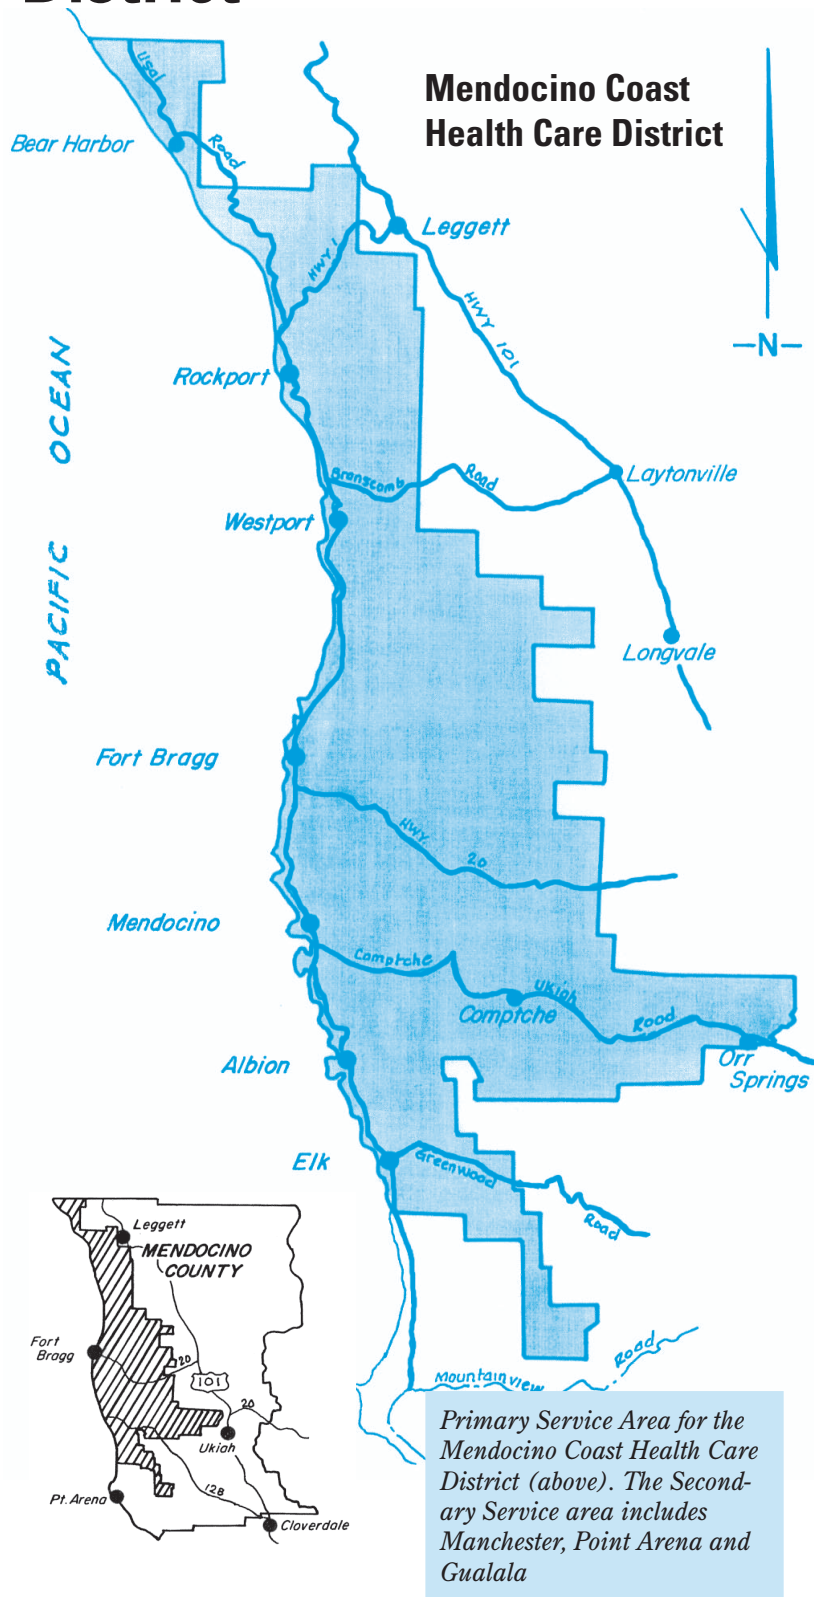 District
Mendocino Coast
Health Care District
Usal
Road
Bear Harbor
Leggett
HWY. 1
HWY 101
—N—
PACIFIC OCEAN
Rockport
Branscomb Road
Laytonville
Westport
Longvale
Fort Bragg
HWY. 20
Mendocino
Comptche Ukiah Road
Comptche
Orr
Springs
Albion
Elk
Greenwood Road
Mountain view Road
Leggett
MENDOCINO
COUNTY
Fort
Bragg
20
101
20
Ukiah
128
Pt. Arena
Cloverdale
Primary Service Area for the
Mendocino Coast Health Care
District (above). The Second-
ary Service area includes
Manchester, Point Arena and
Gualala